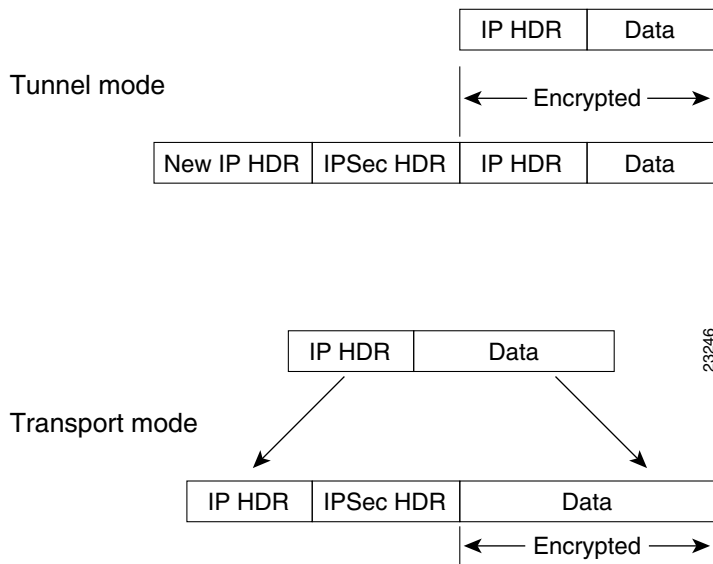 IP HDR Data
Tunnel mode
Encrypted
New IP HDR IPSec HDR IP HDR Data
IP HDR Data
23246
Transport mode
IP HDR IPSec HDR Data
Encrypted